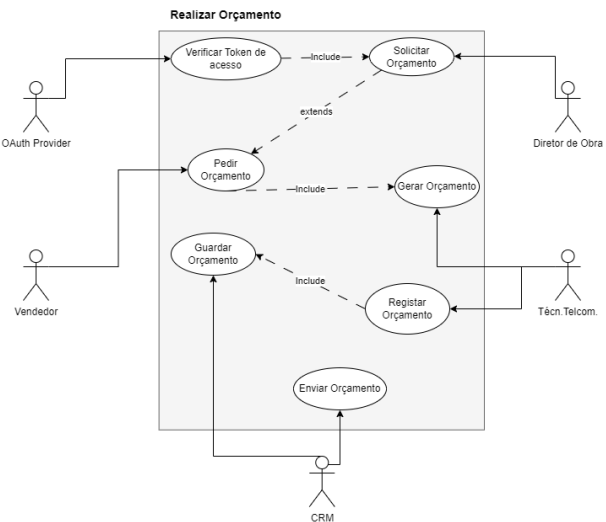 Realizar Orçamento
Verificar Token de
acesso
Include
Solicitar
Orçamento
OAuth Provider
extends
Diretor de Obra
Pedir
Orçamento
Include
Gerar Orçamento
Guardar
Orçamento
Include
Registar
Orçamento
Vendedor
Técn.Telcom.
Enviar Orçamento
CRM